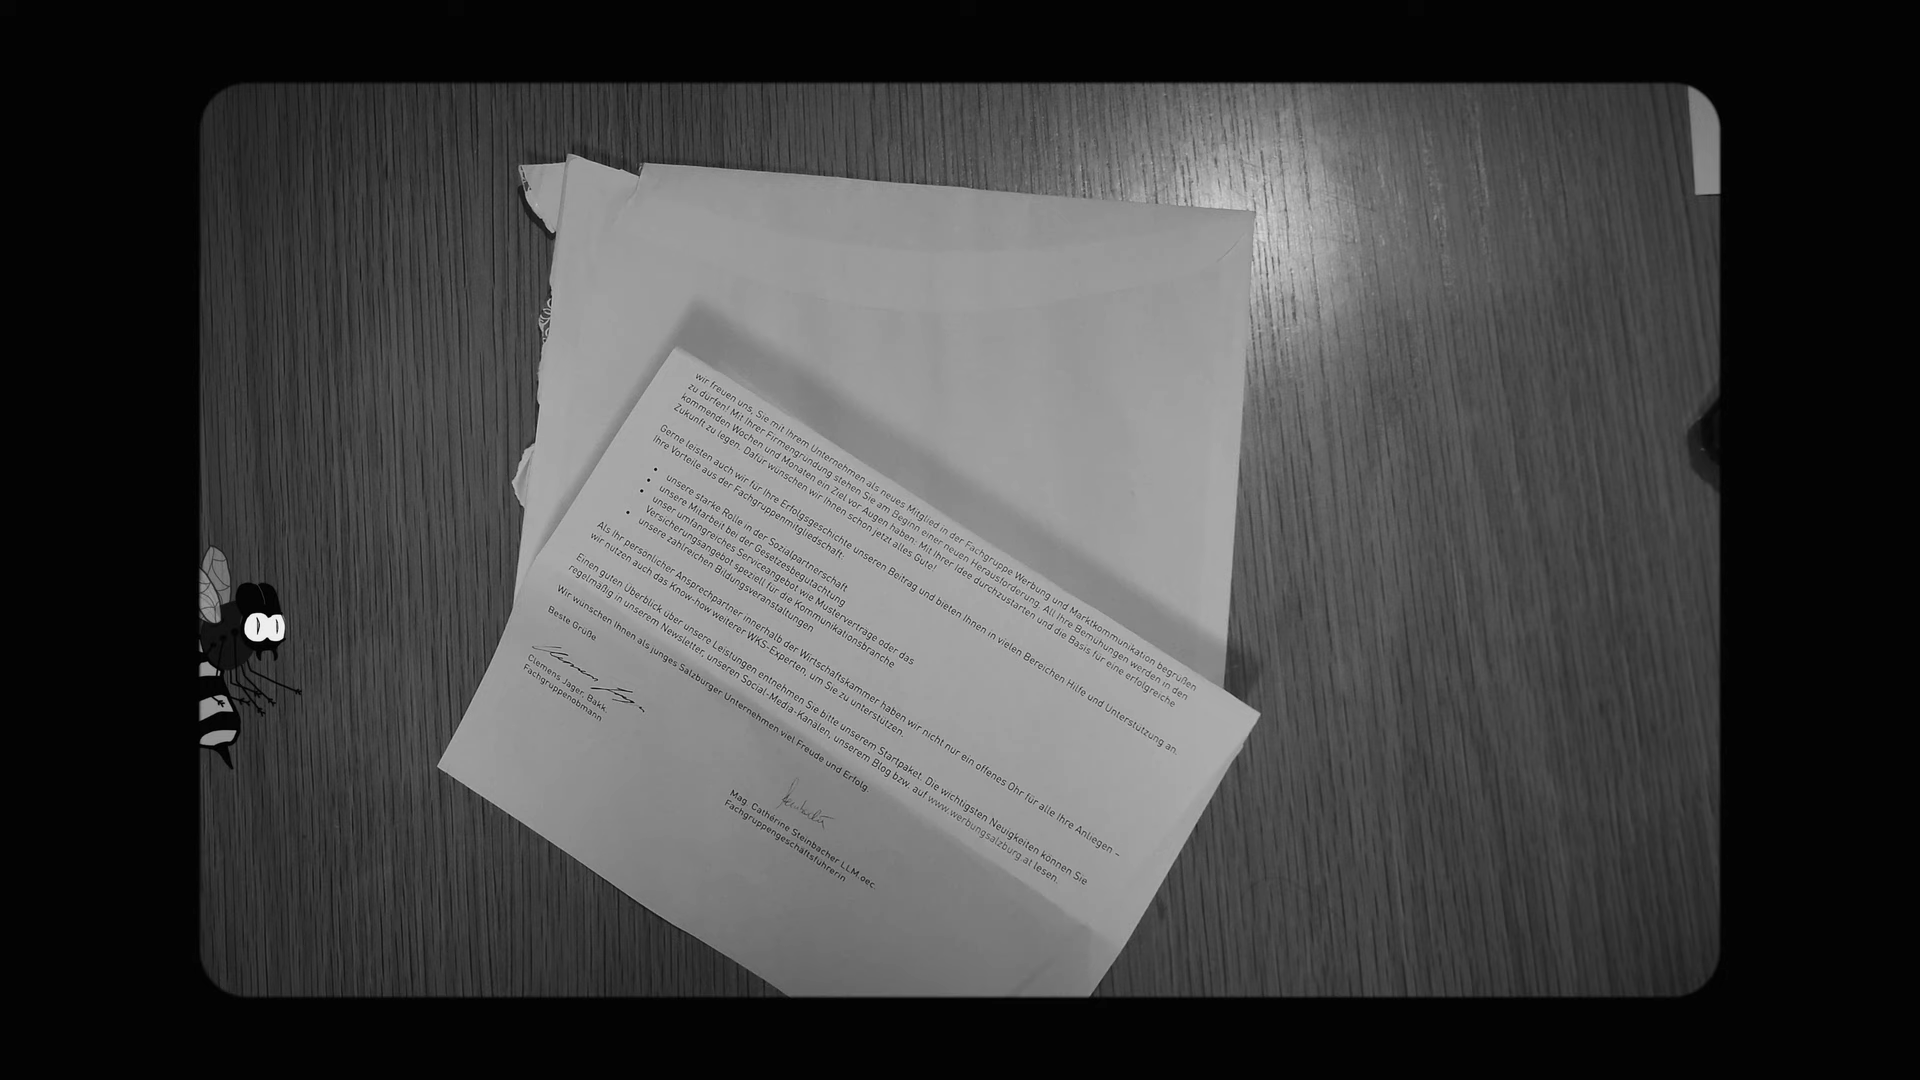 wir freuen uns, Sie mit Ihrem Unternehmen als neues Mitglied in der Fachgruppe Werbung und Marktkommunikation begrüßen
zu dürfen! Mit Ihrer Firmengründung stehen Sie am Beginn einer neuen Herausforderung. All Ihre Bemühungen werden in den
kommenden Wochen und Monaten ein Ziel vor Augen haben: Mit Ihrer Idee durchzustarten und die Basis für eine erfolgreiche
Zukunft zu legen. Dafür wünschen wir Ihnen schon jetzt alles Gute!
Gerne leisten auch wir für Ihre Erfolgsgeschichte unseren Beitrag und bieten Ihnen in vielen Bereichen Hilfe und Unterstützung an.
Ihre Vorteile aus der Fachgruppenmitgliedschaft:
• unsere starke Rolle in der Sozialpartnerschaft
• unsere Mitarbeit bei der Gesetzesbegutachtung
• unser umfangreiches Serviceangebot wie Musterverträge oder das
Versicherungsangebot speziell für die Kommunikationsbranche
• unsere zahlreichen Bildungsveranstaltungen
Als Ihr persönlicher Ansprechpartner innerhalb der Wirtschaftskammer haben wir nicht nur ein offenes Ohr für alle Ihre Anliegen –
wir nutzen auch das Know-how weiterer WKS-Experten, um Sie zu unterstützen.
Einen guten Überblick über unsere Leistungen entnehmen Sie bitte unserem Startpaket. Die wichtigsten Neuigkeiten können Sie
regelmäßig in unserem Newsletter, unseren Social-Media-Kanälen, unserem Blog bzw. auf www.werbungsalzburg.at lesen.
Wir wünschen Ihnen als junges Salzburger Unternehmen viel Freude und Erfolg.
Beste Grüße
Clemens Jager, Bakk.
Fachgruppenobmann
Mag. Cathérine Steinbacher LLM.oec.
Fachgruppengeschäftsführerin